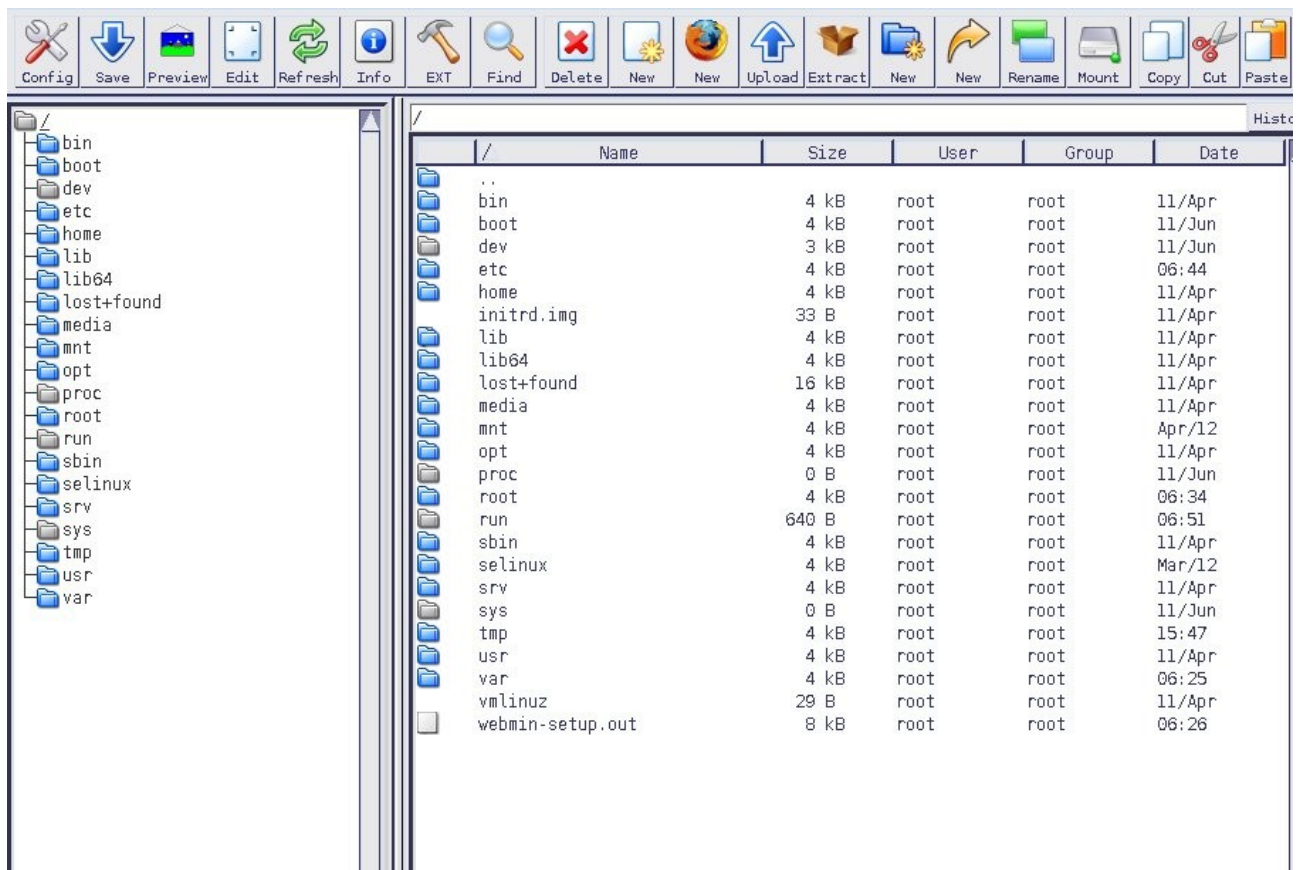 Config Save Preview Edit Refresh Info EXT Find Delete New New Upload Extract New New Rename Mount Copy Cut Paste
/
bin
boot
dev
etc
home
lib
lib64
lost+found
media
mnt
opt
proc
root
run
sbin
selinux
srv
sys
tmp
usr
var
/ Histo
/ Name Size User Group Date
..
bin 4 kB root root 11/Apr
boot 4 kB root root 11/Jun
dev 3 kB root root 11/Jun
etc 4 kB root root 06:44
home 4 kB root root 11/Apr
initrd.img 33 B root root 11/Apr
lib 4 kB root root 11/Apr
lib64 4 kB root root 11/Apr
lost+found 16 kB root root 11/Apr
media 4 kB root root 11/Apr
mnt 4 kB root root Apr/12
opt 4 kB root root 11/Apr
proc 0 B root root 11/Jun
root 4 kB root root 06:34
run 640 B root root 06:51
sbin 4 kB root root 11/Apr
selinux 4 kB root root Mar/12
srv 4 kB root root 11/Apr
sys 0 B root root 11/Jun
tmp 4 kB root root 15:47
usr 4 kB root root 11/Apr
var 4 kB root root 06:25
vmlinuz 29 B root root 11/Apr
webmin-setup.out 8 kB root root 06:26